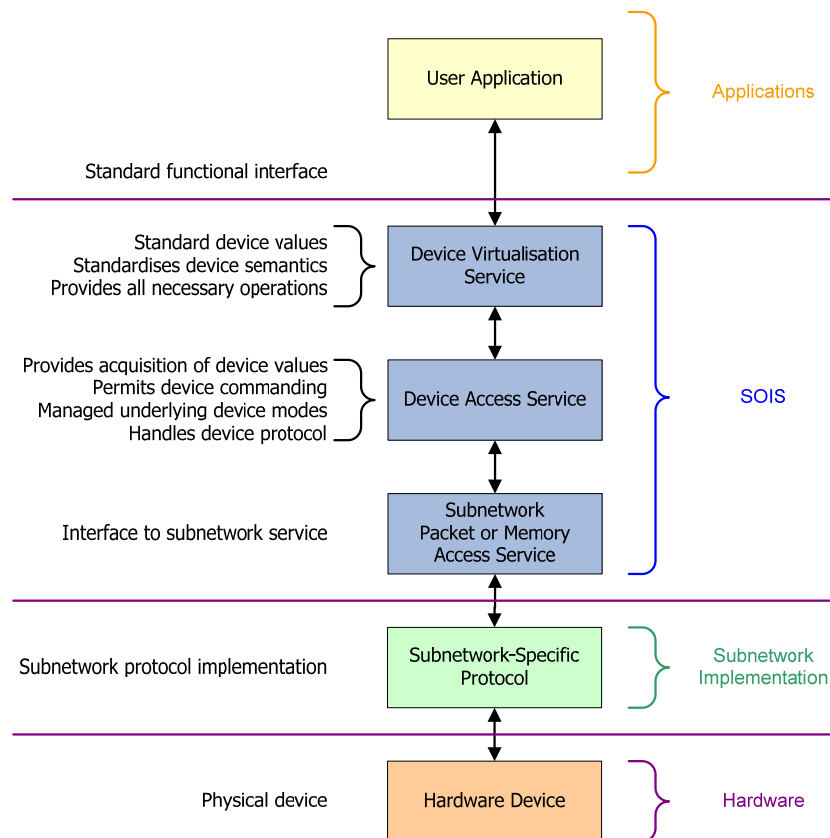 User Application
Applications
Standard functional interface
Standard device values
Standardises device semantics
Provides all necessary operations
Device Virtualisation
Service
Provides acquisition of device values
Permits device commanding
Managed underlying device modes
Handles device protocol
Device Access Service
SOIS
Interface to subnetwork service
Subnetwork
Packet or Memory
Access Service
Subnetwork protocol implementation
Subnetwork-Specific
Protocol
Subnetwork
Implementation
Physical device
Hardware Device
Hardware